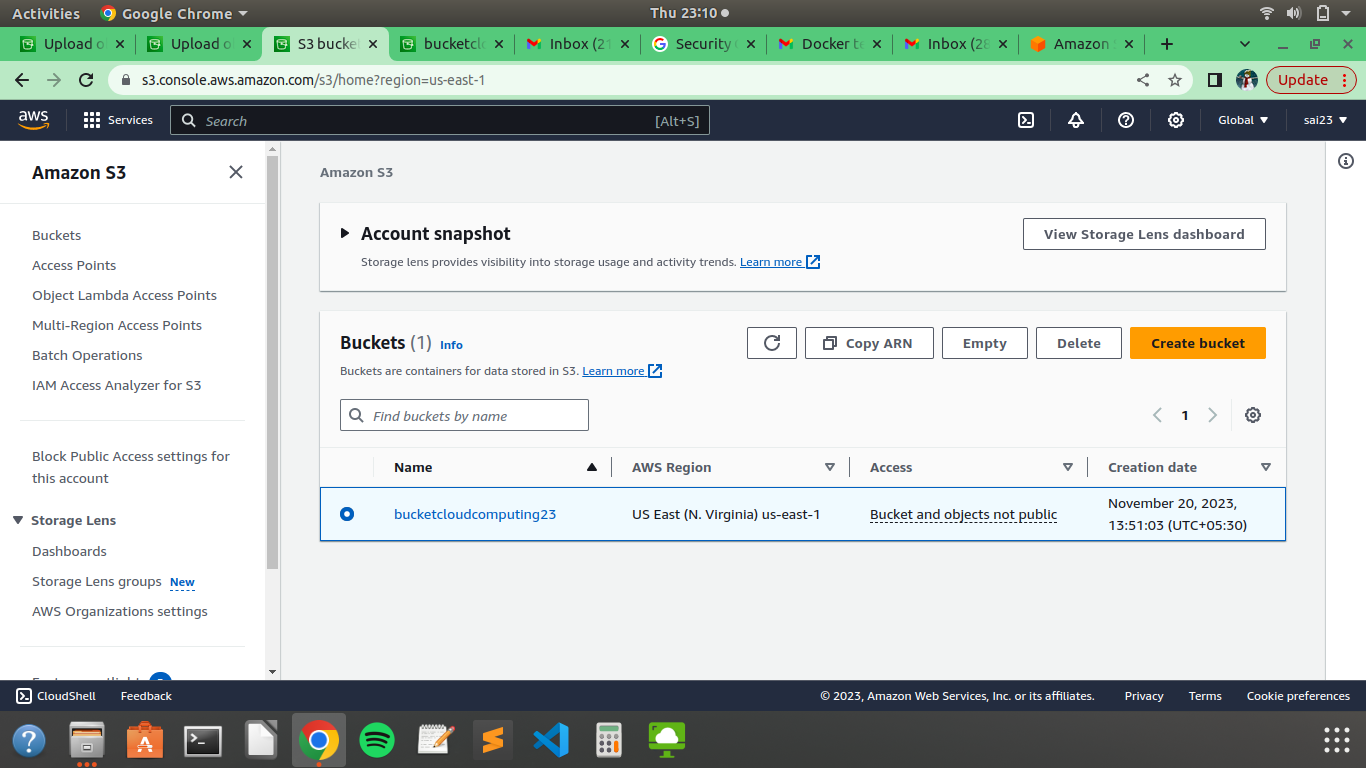 Activities Google Chrome Thu 23:10
Upload o Upload o S3 bucke bucketcl Inbox (21 Security Docker te Inbox (28 Amazon
s3.console.aws.amazon.com/s3/home?region=us-east-1 Update
aws Services Search [Alt+S] Global sai23
Amazon S3
Buckets
Access Points
Object Lambda Access Points
Multi-Region Access Points
Batch Operations
IAM Access Analyzer for S3
Block Public Access settings for
this account
Storage Lens
Dashboards
Storage Lens groups New
AWS Organizations settings
Amazon S3
Account snapshot View Storage Lens dashboard
Storage lens provides visibility into storage usage and activity trends. Learn more
Buckets (1) Info Copy ARN Empty Delete Create bucket
Buckets are containers for data stored in S3. Learn more
Find buckets by name 1
Name AWS Region Access Creation date
bucketcloudcomputing23 US East (N. Virginia) us-east-1 Bucket and objects not public November 20, 2023,
13:51:03 (UTC+05:30)
CloudShell Feedback © 2023, Amazon Web Services, Inc. or its affiliates. Privacy Terms Cookie preferences